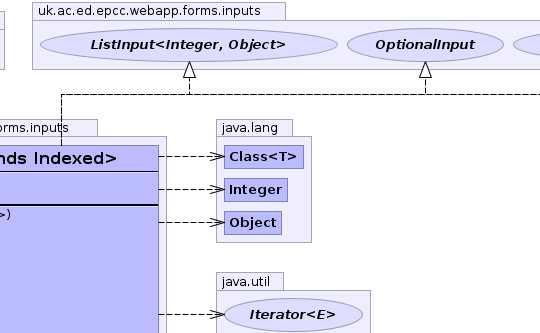 uk.ac.ed.epcc.webapp.forms.inputs
ListInput<Integer, Object>
OptionalInput
orms.inputs
nds Indexed>
>)
java.lang
Class<T>
Integer
Object
java.util
Iterator<E>